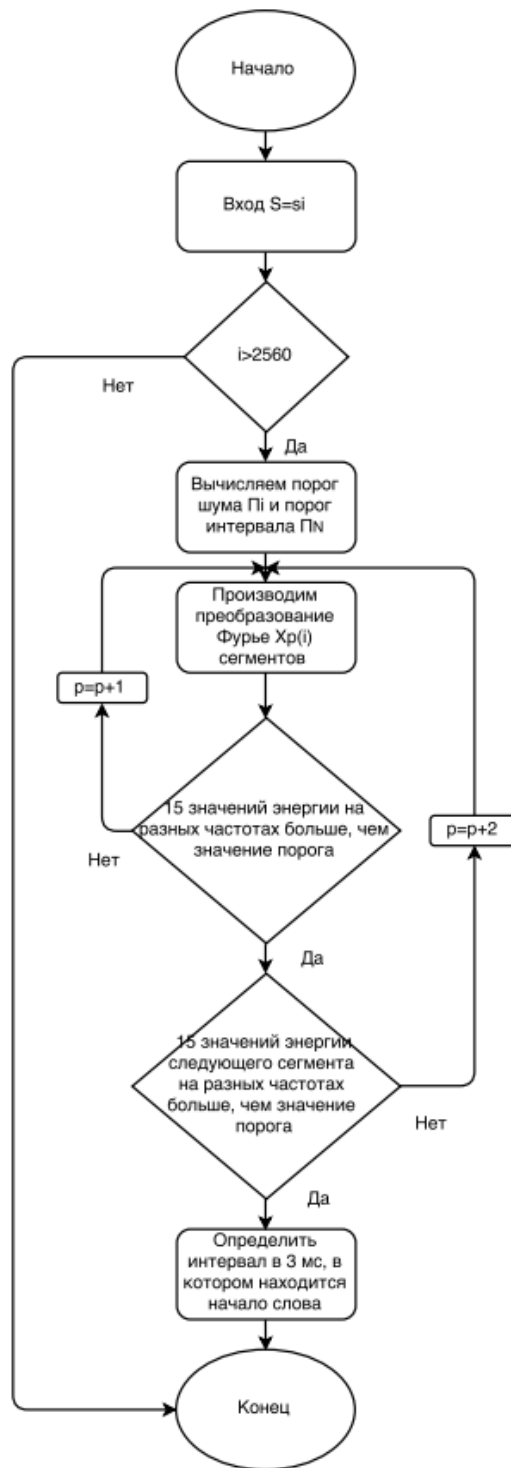 Начало
Вход S=si
i>2560
Нет
Да
Вычисляем порог
шума Пi и порог
интервала ПN
Производим
преобразование
Фурье Xp(i)
сегментов
p=p+1
15 значений энергии на
разных частотах больше, чем
значение порога
p=p+2
Нет
Да
15 значений энергии
следующего сегмента
на разных частотах
больше, чем значение
порога
Нет
Да
Определить
интервал в 3 мс, в
котором находится
начало слова
Конец